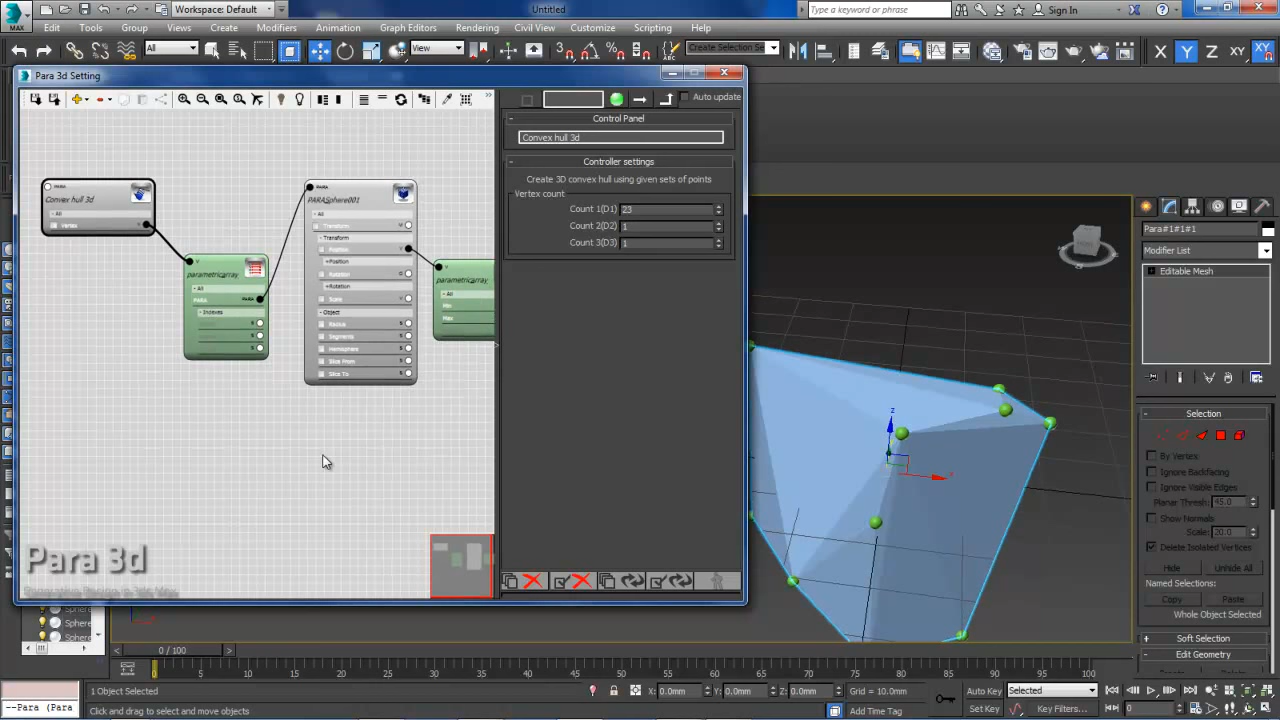 MAX
Workspace: Default
Untitled
Type a keyword or phrase
Sign In
Edit Tools Group Views Create Modifiers Animation Graph Editors Rendering Civil View Customize Scripting Help
All
View
Create Selection Se
X Y Z XY
Para 3d Setting
Auto update
Control Panel
Convex hull 3d
Controller settings
Create 3D convex hull using given sets of points
Vertex count
Count 1(D1) 23
Count 2(D2) 1
Count 3(D3) 1
PARA
Convex hull 3d
All
Vertex
V
parametricarray
All
PARA PARA
Indexes
PARA
PARASphere001
All
Transform
Transform
Position
+Position
Rotation
+Rotation
Scale
Object
Radius
Segments
Hemisphere
Slice From
Slice To
V
parametricarray
All
Min
Max
Para 3d
z
x
Para#1#1#1
Modifier List
Editable Mesh
Selection
By Vertex
Ignore Backfacing
Ignore Visible Edges
Planar Thresh: 45.0
Show Normals
Scale: 20.0
Delete Isolated Vertices
Hide Unhide All
Named Selections:
Copy Paste
Whole Object Selected
Soft Selection
Edit Geometry
Sphere
Sphere
Sphere
0 / 100
0 5 10 15 20 25 30 35 40 45 50 55 60 65 70 75 80 85 90 95 100
1 Object Selected
X: 0.0mm Y: 0.0mm Z: 0.0mm Grid = 10.0mm
Auto Key Selected
--Para (Para
Click and drag to select and move objects
Add Time Tag
Set Key Key Filters... 0